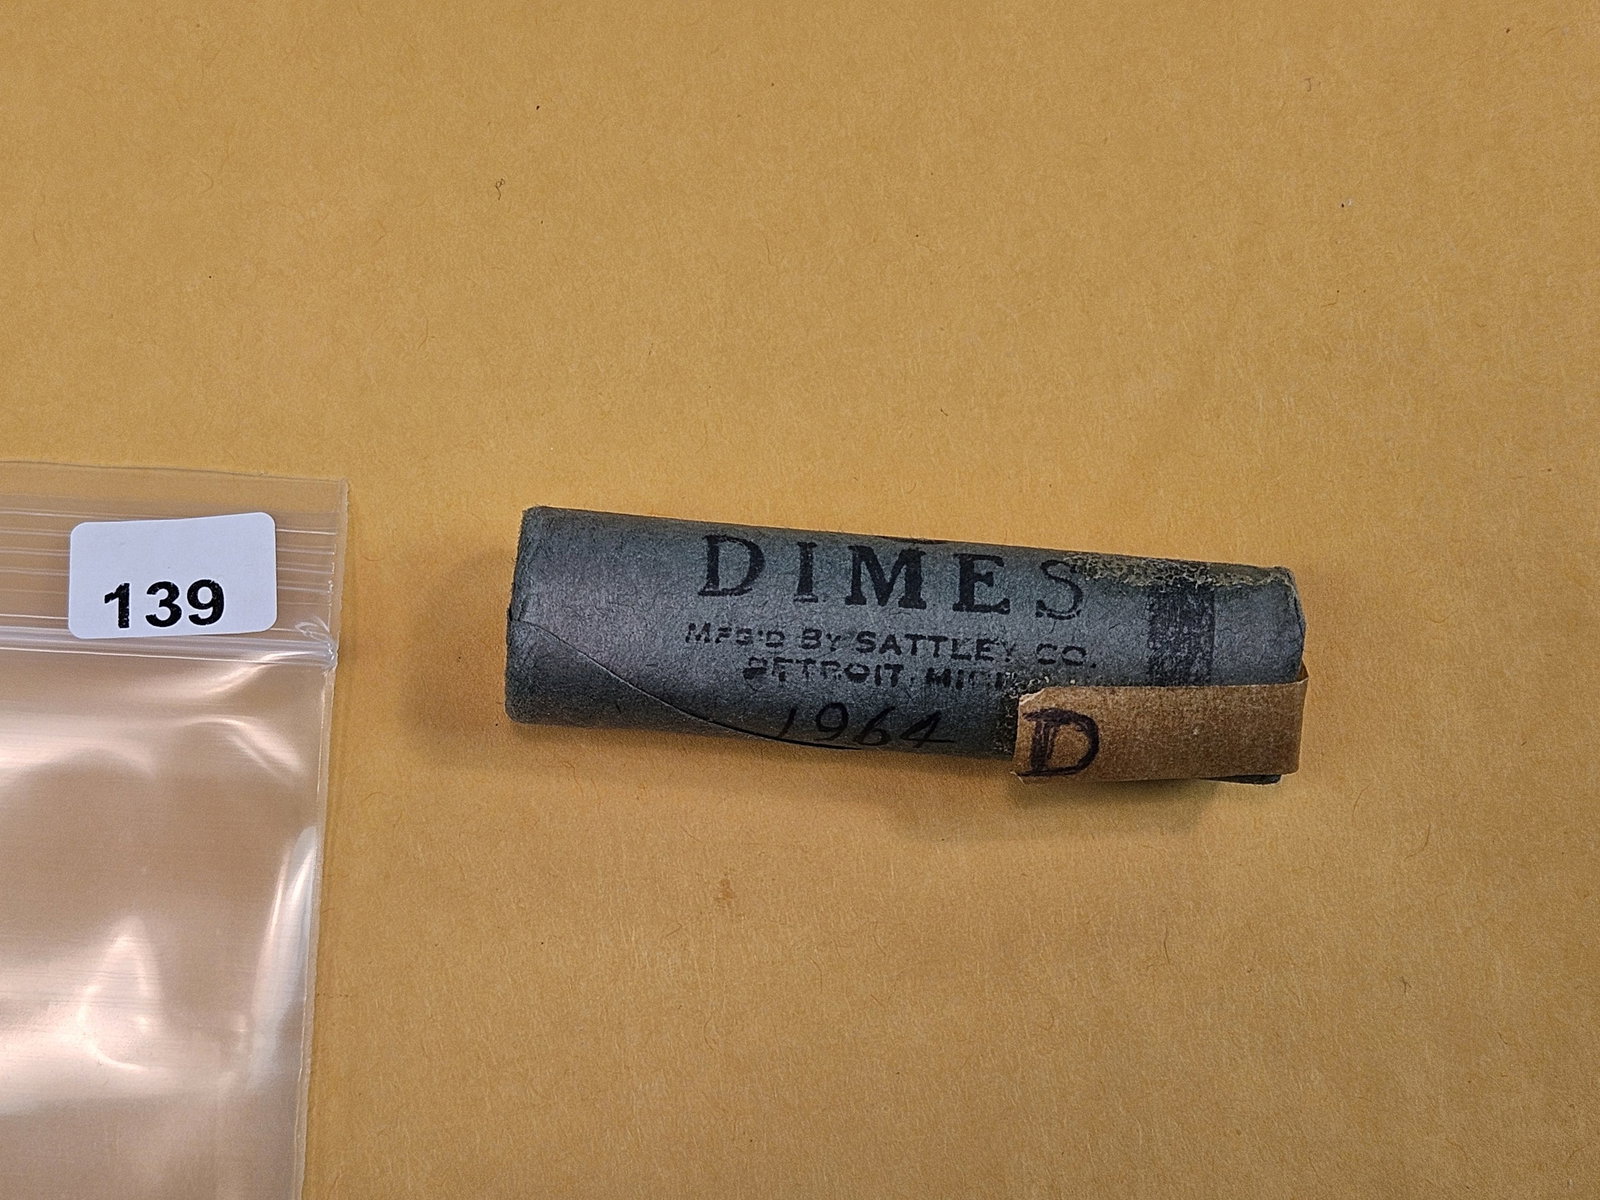 139
DIMES
MFG'D BY SATTLEY CO.
DETROIT, MICH.
1964
D